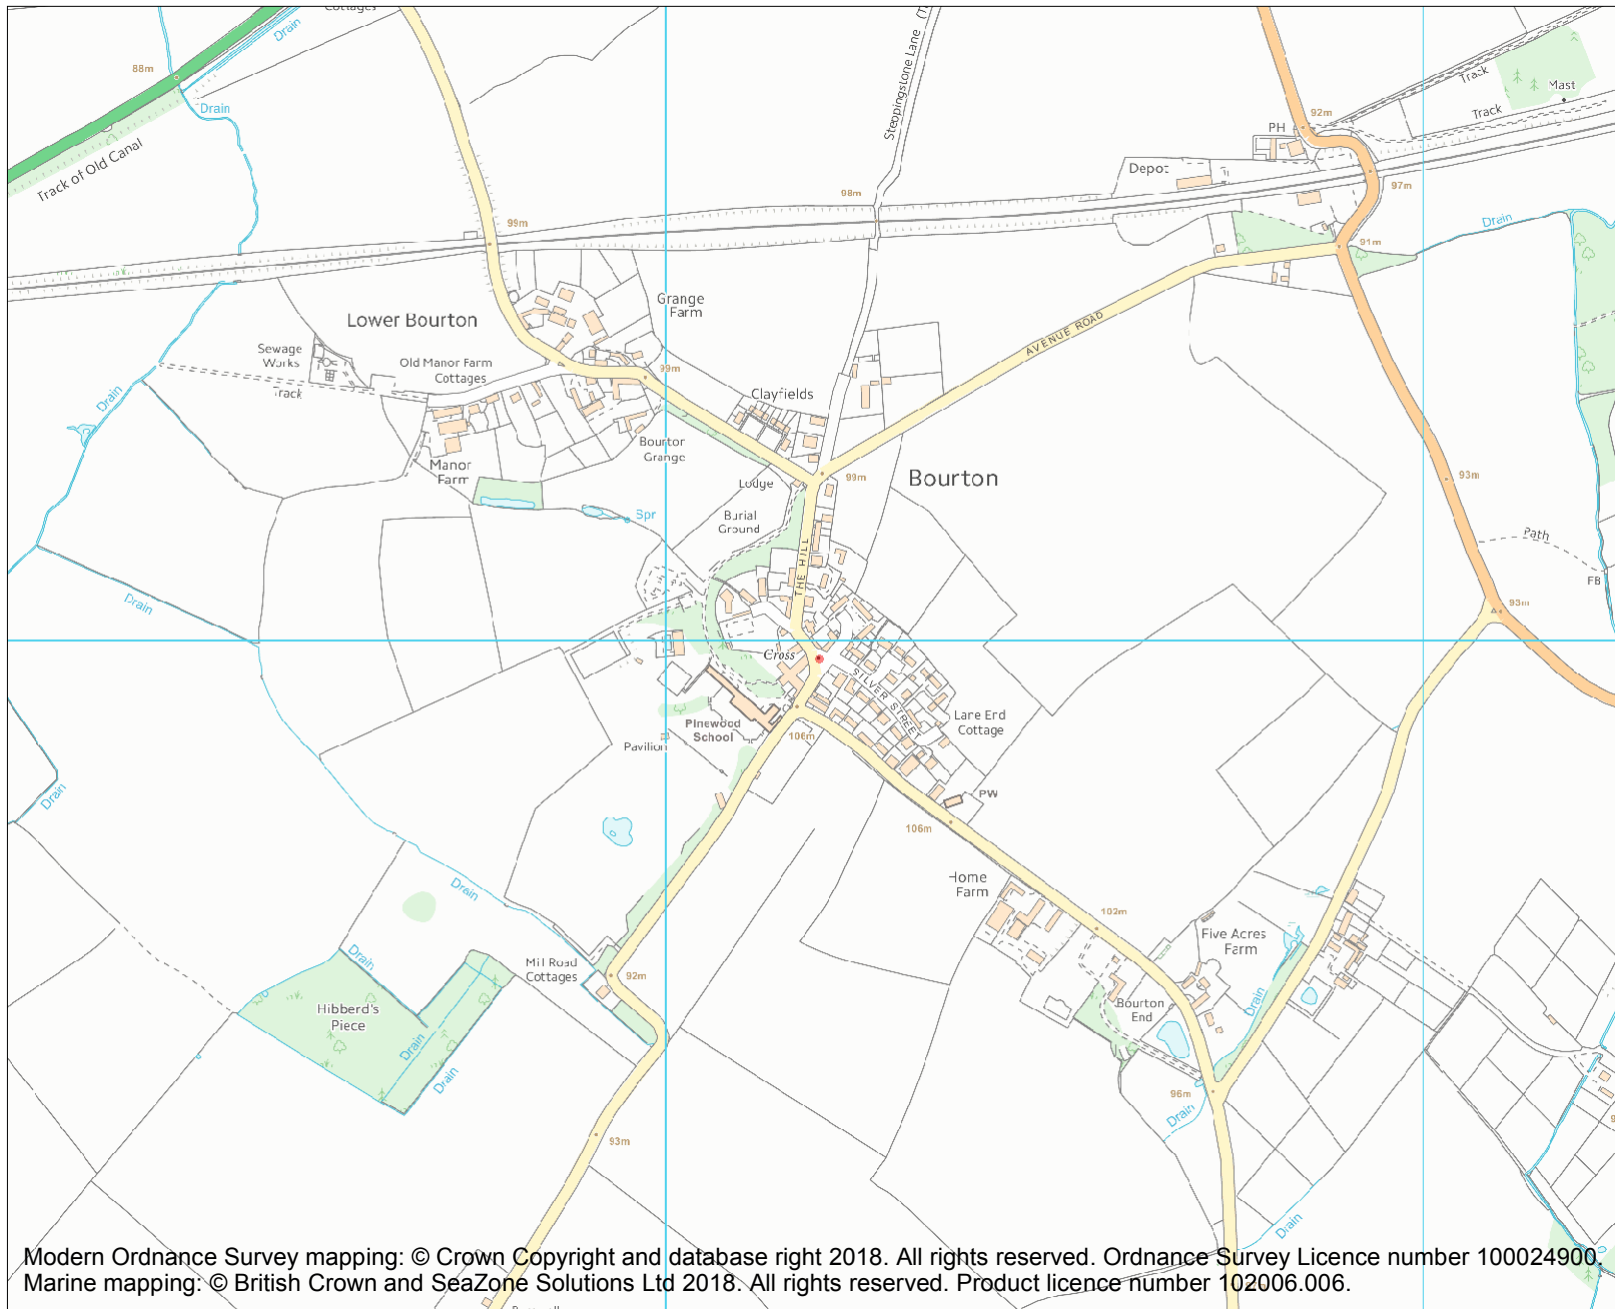 Cottages
Drain
88m
Drain
Track of Old Canal
Steppingstone Lane
92m
PH
Track
Mast
Track
Depot
97m
98m
99m
91m
Drain
Grange
Farm
Lower Bourton
AVENUE ROAD
Sewage
Works
Old Manor Farm
Cottages
99m
Drain
Clayfields
Bourton
Grange
Manor
Farm
Lodge
99m
Bourton
93m
Spr
Burial
Ground
THE HILL
Path
FB
Drain
93m
Cross
SILVER STREET
Pinewood
School
Pavilion
106m
Lare End
Cottage
Drain
PW
106m
Drain
Home
Farm
102m
Five Acres
Farm
Drain
Mill Road
Cottages
92m
Hibberd's
Piece
Drain
Drain
Bourton
End
Drain
96m
Drain
93m
Drain
Modern Ordnance Survey mapping: © Crown Copyright and database right 2018. All rights reserved. Ordnance Survey Licence number 100024900.
Marine mapping: © British Crown and SeaZone Solutions Ltd 2018. All rights reserved. Product licence number 102006.006.